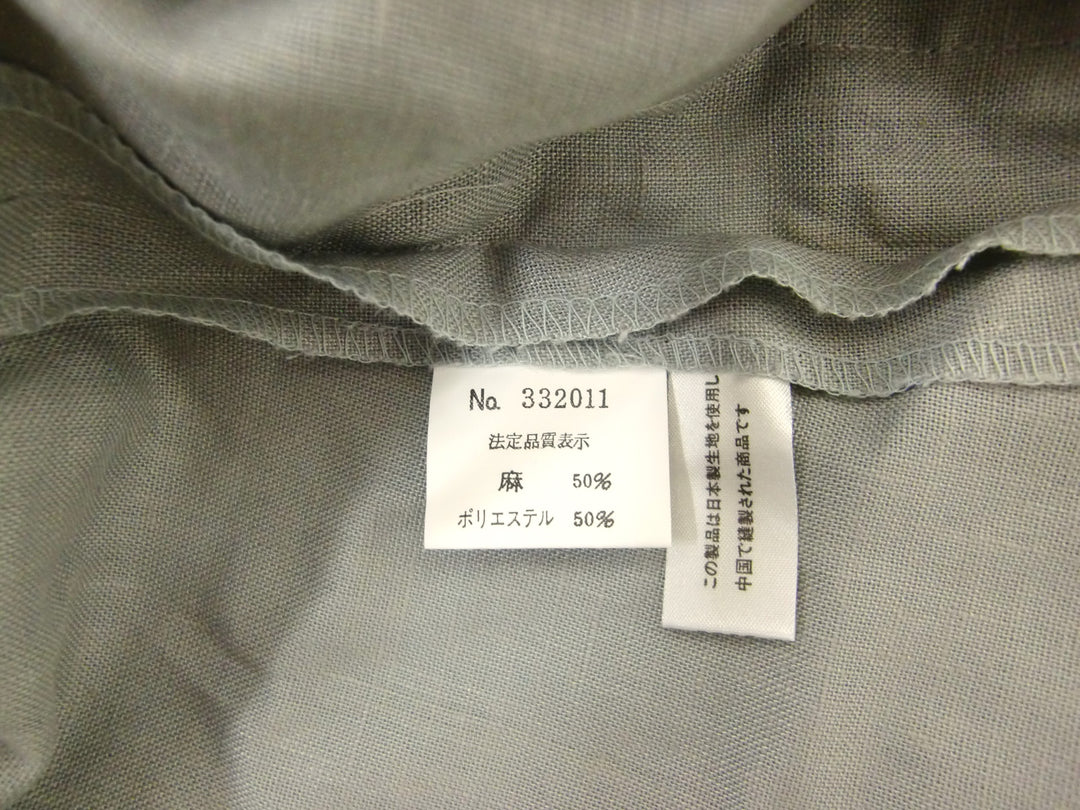 No. 332011
法定品質表示
麻 50%
ポリエステル 50%
この製品は日本製生地を使用し
中国で縫製された商品です